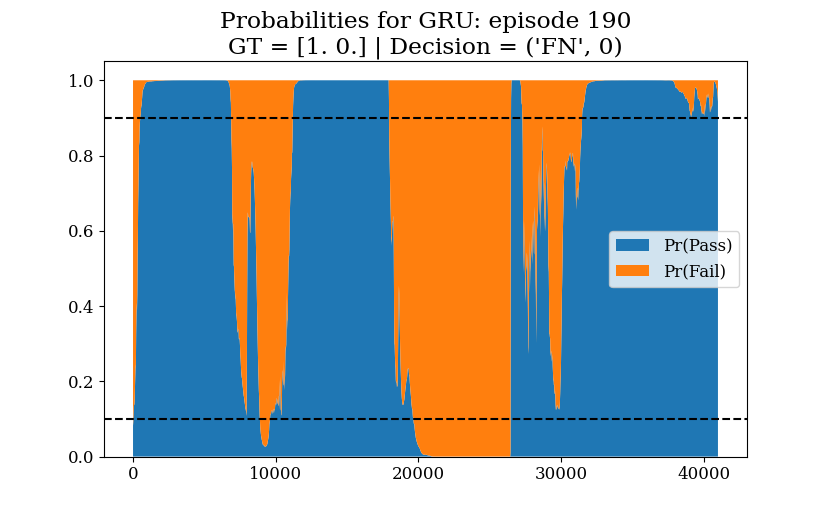 Probabilities for GRU: episode 190
GT = [1. 0.] | Decision = ('FN', 0)
1.0
0.8
0.6
0.4
0.2
0.0
Pr(Pass)
Pr(Fail)
0 10000 20000 30000 40000